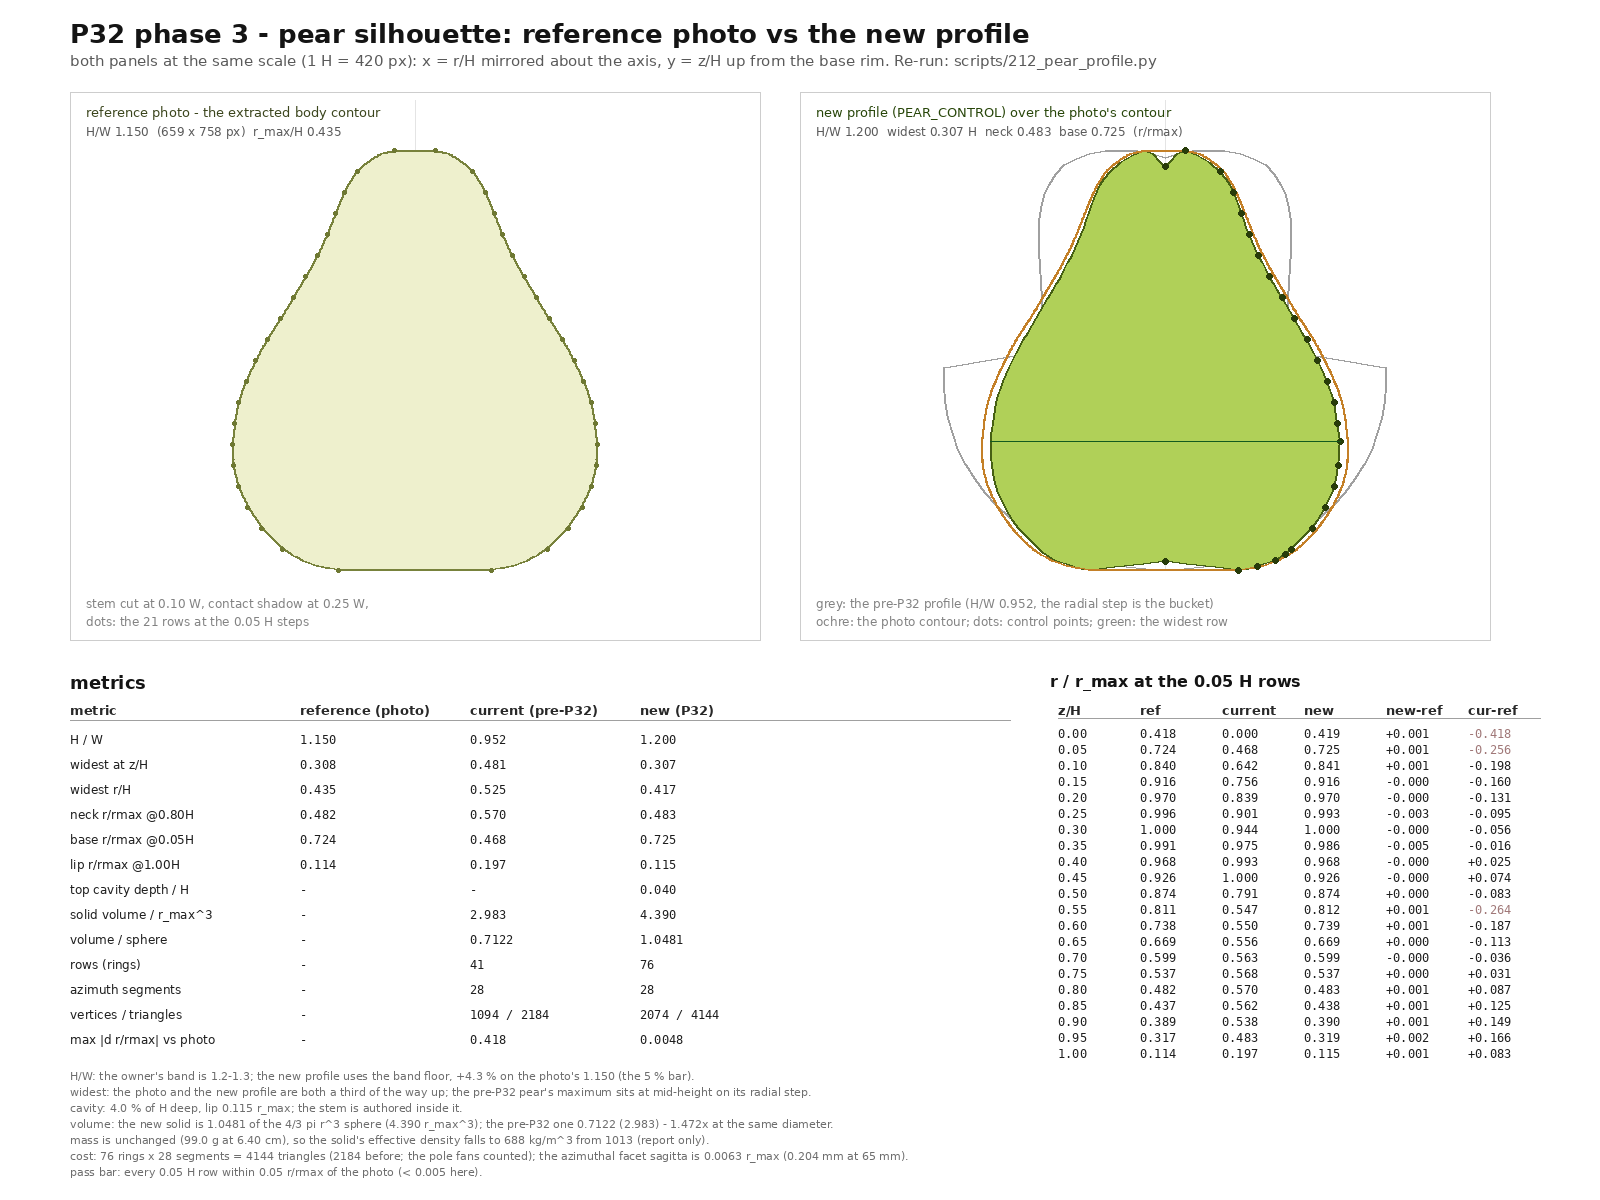 P32 phase 3 - pear silhouette: reference photo vs the new profile
both panels at the same scale (1 H = 420 px): x = r/H mirrored about the axis, y = z/H up from the base rim. Re-run: scripts/212_pear_profile.py
reference photo - the extracted body contour
H/W 1.150 (659 x 758 px) r_max/H 0.435
stem cut at 0.10 W, contact shadow at 0.25 W,
dots: the 21 rows at the 0.05 H steps
new profile (PEAR_CONTROL) over the photo's contour
H/W 1.200 widest 0.307 H neck 0.483 base 0.725 (r/rmax)
grey: the pre-P32 profile (H/W 0.952, the radial step is the bucket)
ochre: the photo contour; dots: control points; green: the widest row
metrics
metric reference (photo) current (pre-P32) new (P32)
H / W 1.150 0.952 1.200
widest at z/H 0.308 0.481 0.307
widest r/H 0.435 0.525 0.417
neck r/rmax @0.80H 0.482 0.570 0.483
base r/rmax @0.05H 0.724 0.468 0.725
lip r/rmax @1.00H 0.114 0.197 0.115
top cavity depth / H - - 0.040
solid volume / r_max^3 - 2.983 4.390
volume / sphere - 0.7122 1.0481
rows (rings) - 41 76
azimuth segments - 28 28
vertices / triangles - 1094 / 2184 2074 / 4144
max |d r/rmax| vs photo - 0.418 0.0048
H/W: the owner's band is 1.2-1.3; the new profile uses the band floor, +4.3 % on the photo's 1.150 (the 5 % bar).
widest: the photo and the new profile are both a third of the way up; the pre-P32 pear's maximum sits at mid-height on its radial step.
cavity: 4.0 % of H deep, lip 0.115 r_max; the stem is authored inside it.
volume: the new solid is 1.0481 of the 4/3 pi r^3 sphere (4.390 r_max^3); the pre-P32 one 0.7122 (2.983) - 1.472x at the same diameter.
mass is unchanged (99.0 g at 6.40 cm), so the solid's effective density falls to 688 kg/m^3 from 1013 (report only).
cost: 76 rings x 28 segments = 4144 triangles (2184 before; the pole fans counted); the azimuthal facet sagitta is 0.0063 r_max (0.204 mm at 65 mm).
pass bar: every 0.05 H row within 0.05 r/rmax of the photo (< 0.005 here).
r / r_max at the 0.05 H rows
z/H ref current new new-ref cur-ref
0.00 0.418 0.000 0.419 +0.001 -0.418
0.05 0.724 0.468 0.725 +0.001 -0.256
0.10 0.840 0.642 0.841 +0.001 -0.198
0.15 0.916 0.756 0.916 -0.000 -0.160
0.20 0.970 0.839 0.970 -0.000 -0.131
0.25 0.996 0.901 0.993 -0.003 -0.095
0.30 1.000 0.944 1.000 -0.000 -0.056
0.35 0.991 0.975 0.986 -0.005 -0.016
0.40 0.968 0.993 0.968 -0.000 +0.025
0.45 0.926 1.000 0.926 -0.000 +0.074
0.50 0.874 0.791 0.874 +0.000 -0.083
0.55 0.811 0.547 0.812 +0.001 -0.264
0.60 0.738 0.550 0.739 +0.001 -0.187
0.65 0.669 0.556 0.669 +0.000 -0.113
0.70 0.599 0.563 0.599 -0.000 -0.036
0.75 0.537 0.568 0.537 +0.000 +0.031
0.80 0.482 0.570 0.483 +0.001 +0.087
0.85 0.437 0.562 0.438 +0.001 +0.125
0.90 0.389 0.538 0.390 +0.001 +0.149
0.95 0.317 0.483 0.319 +0.002 +0.166
1.00 0.114 0.197 0.115 +0.001 +0.083